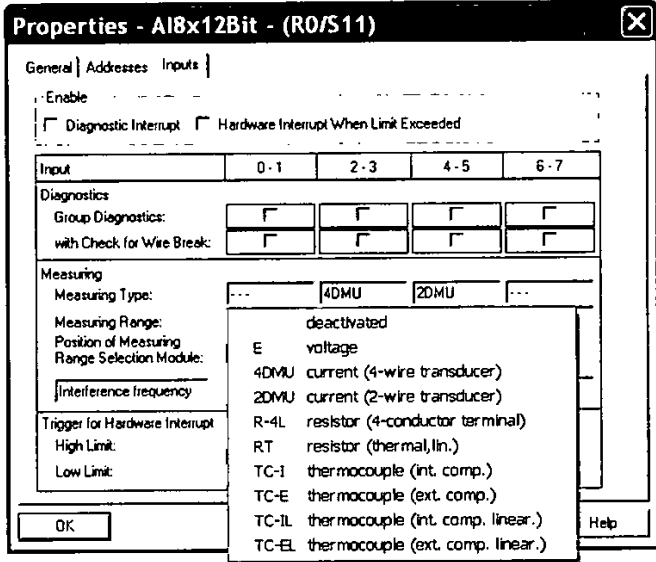 Properties - AI8x12Bit - (R0/S11)
General Addresses Inputs
Enable
Diagnostic Interrupt Hardware Interrupt When Limit Exceeded
Input 0 - 1 2 - 3 4 - 5 6 - 7
Diagnostics
Group Diagnostics:
with Check for Wire Break:
Measuring
Measuring Type: --- 4DMU 2DMU ---
Measuring Range:
Position of Measuring
Range Selection Module:
Interference frequency
Trigger for Hardware Interrupt
High Limit:
Low Limit:
deactivated
E voltage
4DMU current (4-wire transducer)
2DMU current (2-wire transducer)
R-4L resistor (4-conductor terminal)
RT resistor (thermal,lin.)
TC-I thermocouple (int. comp.)
TC-E thermocouple (ext. comp.)
TC-IL thermocouple (int. comp. linear.)
TC-EL thermocouple (ext. comp. linear.)
OK Help